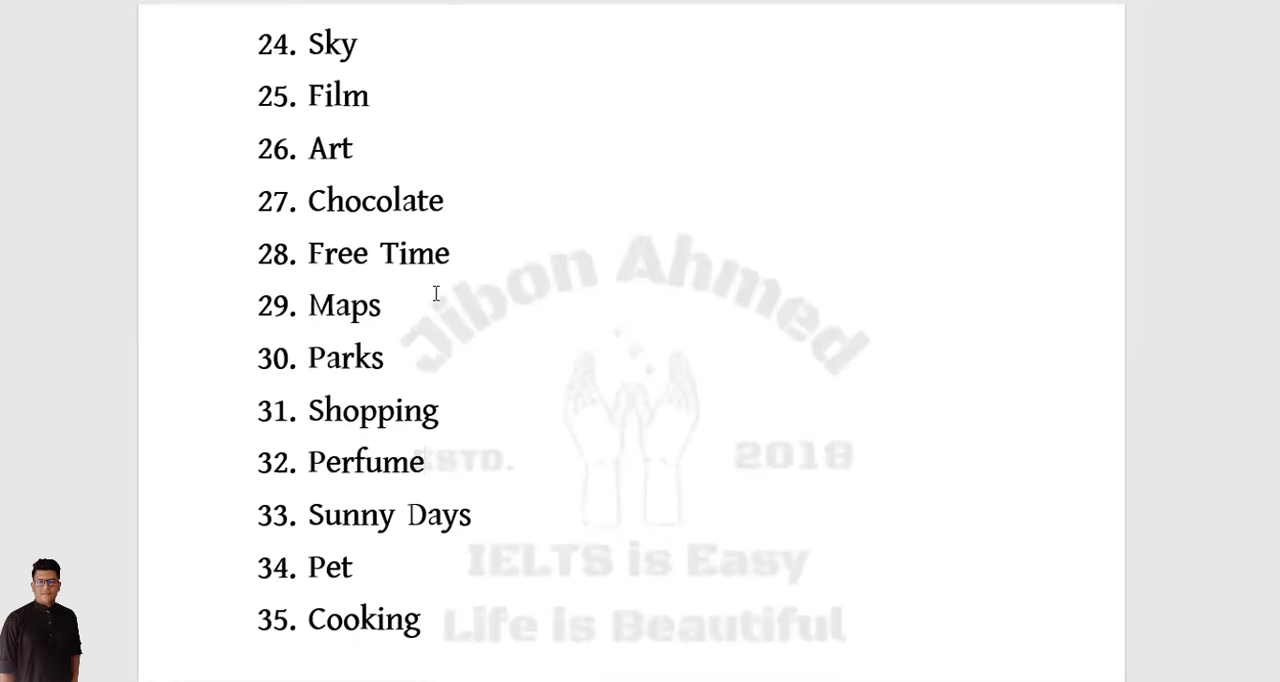 24. Sky
25. Film
26. Art
27. Chocolate
28. Free Time
29. Maps
30. Parks
31. Shopping
32. Perfume
33. Sunny Days
34. Pet
35. Cooking
Jibon Ahmed
ESTD. 2018
IELTS is Easy
Life is Beautiful